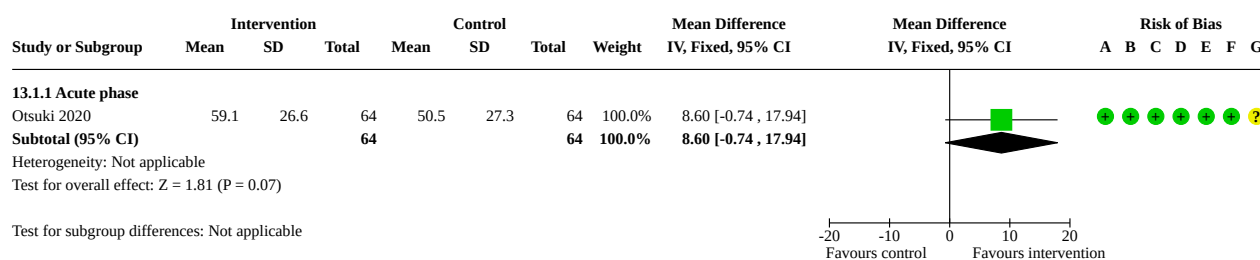 Intervention Control Mean Difference Mean Difference Risk of Bias
Study or Subgroup Mean SD Total Mean SD Total Weight IV, Fixed, 95% CI IV, Fixed, 95% CI A B C D E F G
13.1.1 Acute phase
Otsuki 2020 59.1 26.6 64 50.5 27.3 64 100.0% 8.60 [-0.74 , 17.94] + + + + + + ?
Subtotal (95% CI) 64 64 100.0% 8.60 [-0.74 , 17.94]
Heterogeneity: Not applicable
Test for overall effect: Z = 1.81 (P = 0.07)
Test for subgroup differences: Not applicable
-20 -10 0 10 20
Favours control Favours intervention